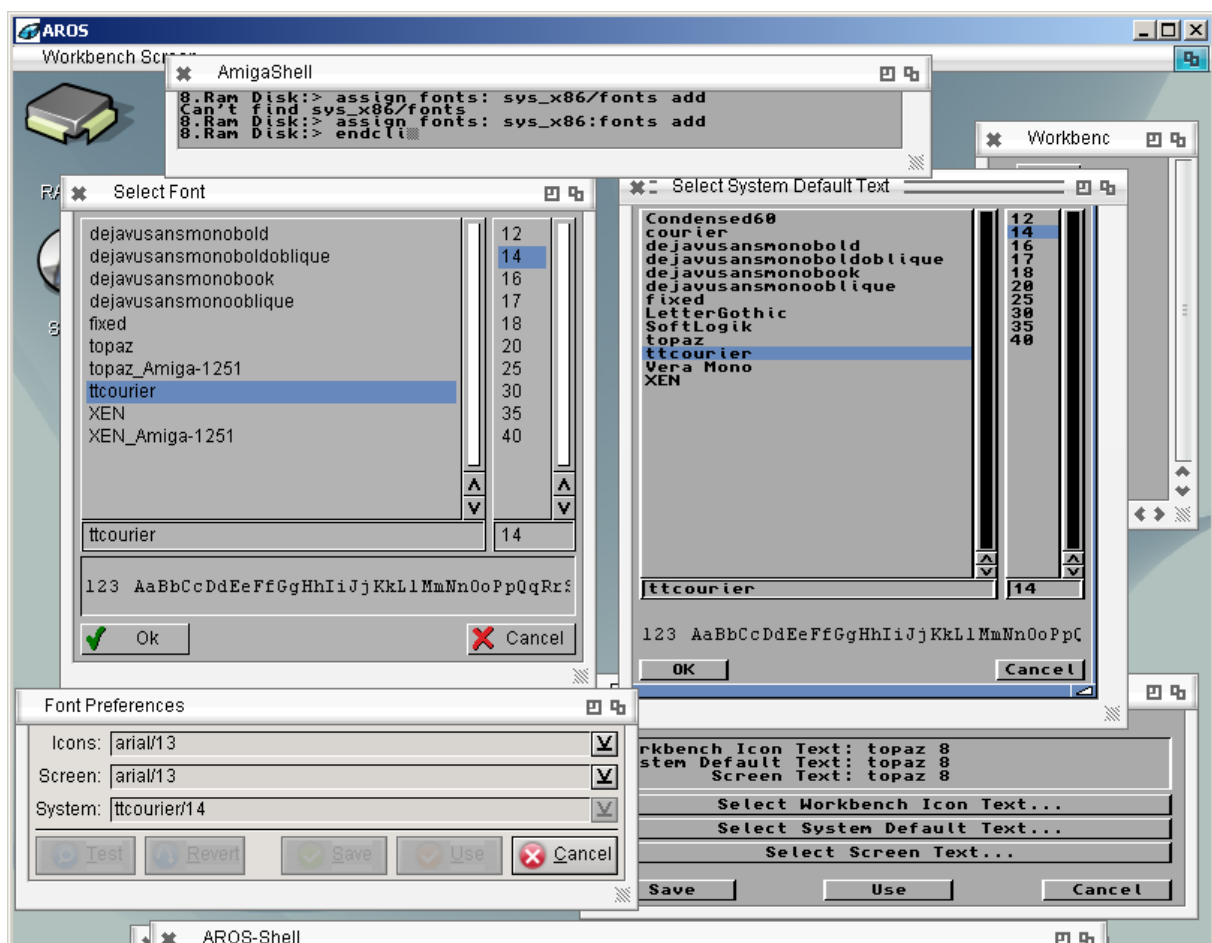 AROS
Workbench Screen
AmigaShell
8.Ram Disk:> assign fonts: sys_x86/fonts add
Can't find sys_x86/fonts
8.Ram Disk:> assign fonts: sys_x86:fonts add
8.Ram Disk:> endcli
Workbenc
RA
S
Select Font
dejavusansmonobold
dejavusansmonoboldoblique
dejavusansmonobook
dejavusansmonooblique
fixed
topaz
topaz_Amiga-1251
ttcourier
XEN
XEN_Amiga-1251
12
14
16
17
18
20
25
30
35
40
ttcourier
14
123 AaBbCcDdEeFfGgHhIiJjKkLlMmNnOoPpQqRrS
Ok
Cancel
Select System Default Text
Condensed60
courier
dejavusansmonobold
dejavusansmonoboldoblique
dejavusansmonobook
dejavusansmonooblique
fixed
LetterGothic
SoftLogik
topaz
ttcourier
Vera Mono
XEN
12
14
16
17
18
20
25
30
35
40
ttcourier
14
123 AaBbCcDdEeFfGgHhIiJjKkLlMmNnOoPpQ
OK
Cancel
Font Preferences
Icons: arial/13
Screen: arial/13
System: ttcourier/14
Test
Revert
Save
Use
Cancel
rkbench Icon Text: topaz 8
stem Default Text: topaz 8
Screen Text: topaz 8
Select Workbench Icon Text...
Select System Default Text...
Select Screen Text...
Save
Use
Cancel
AROS-Shell